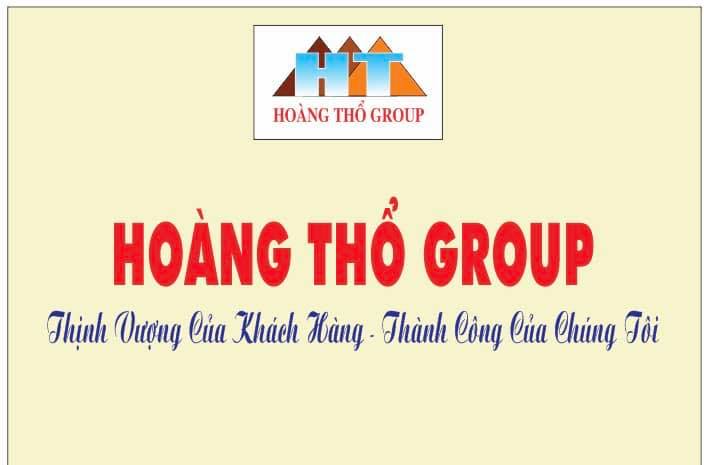 HT
HOÀNG THỔ GROUP
HOÀNG THỔ GROUP
Thịnh Vượng Của Khách Hàng - Thành Công Của Chúng Tôi